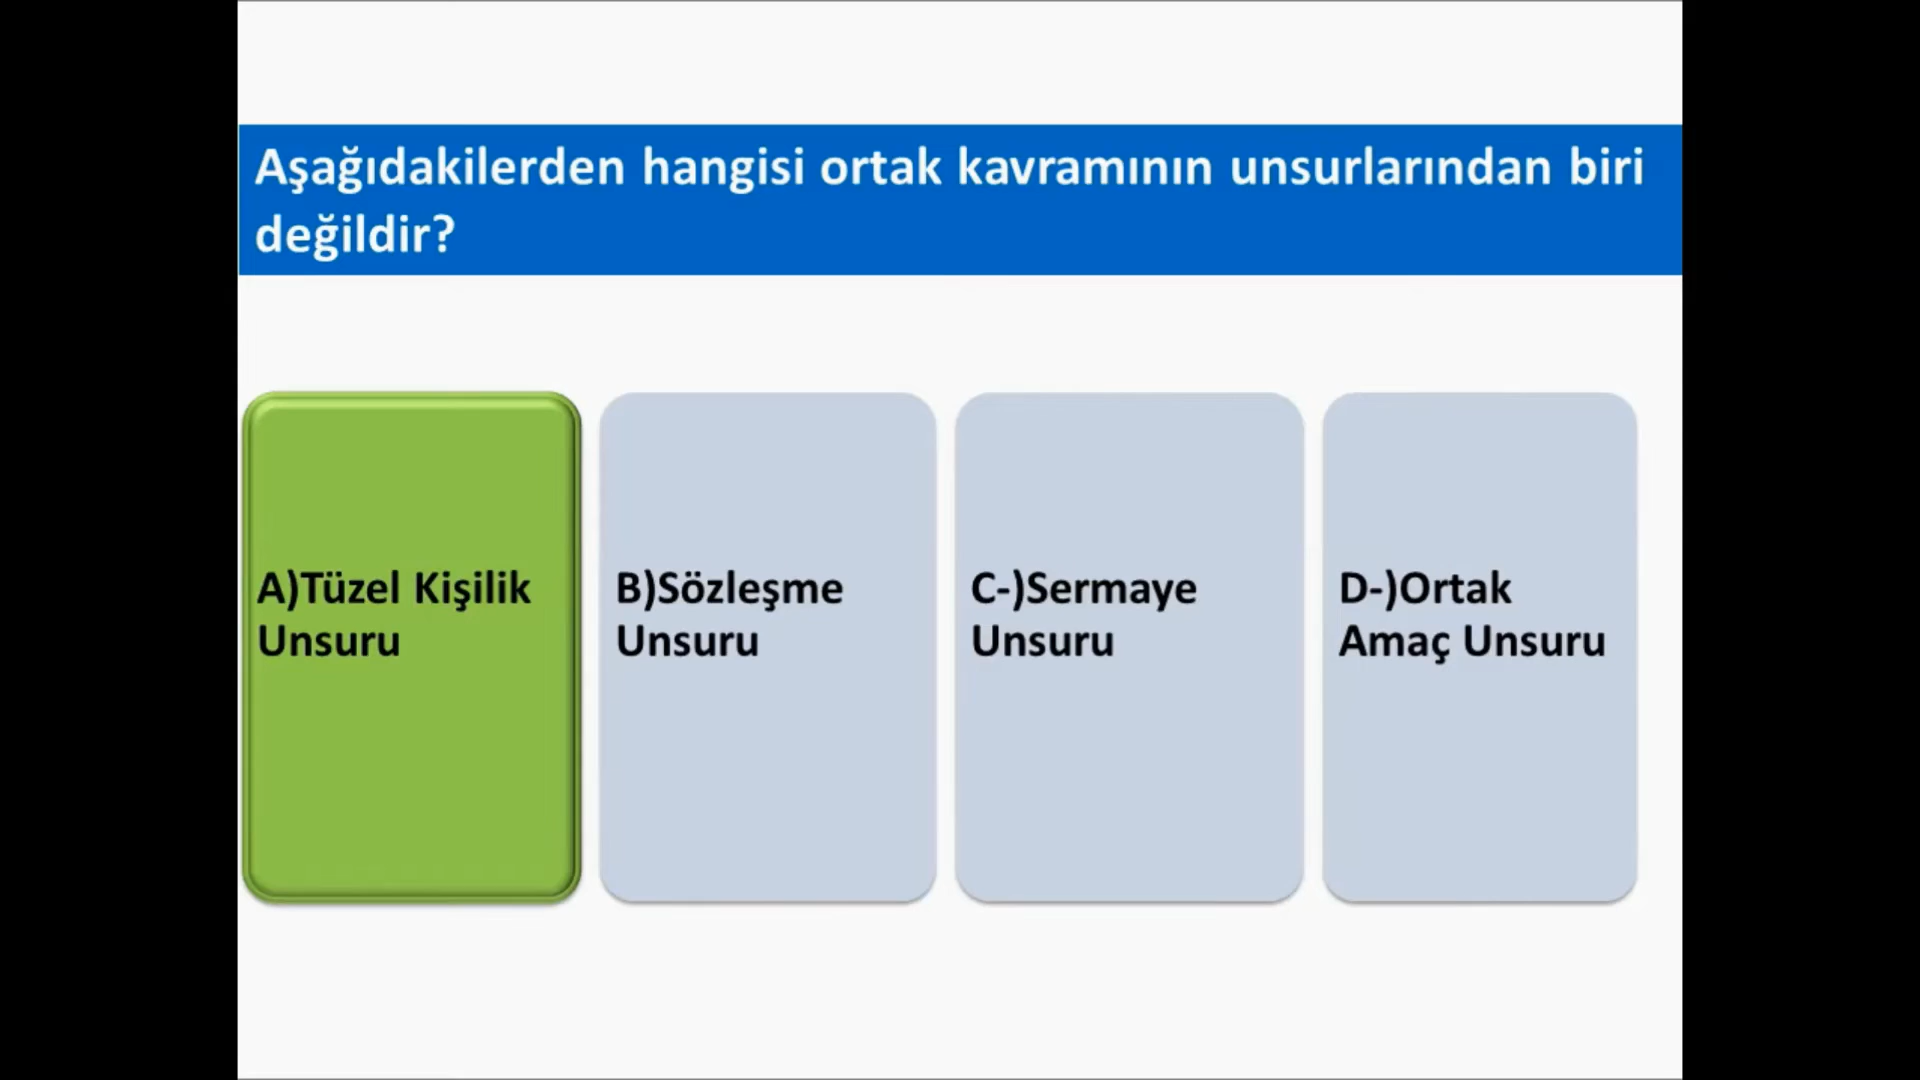 Aşağıdakilerden hangisi ortak kavramının unsurlarından biri
değildir?
A)Tüzel Kişilik
Unsuru
B)Sözleşme
Unsuru
C-)Sermaye
Unsuru
D-)Ortak
Amaç Unsuru